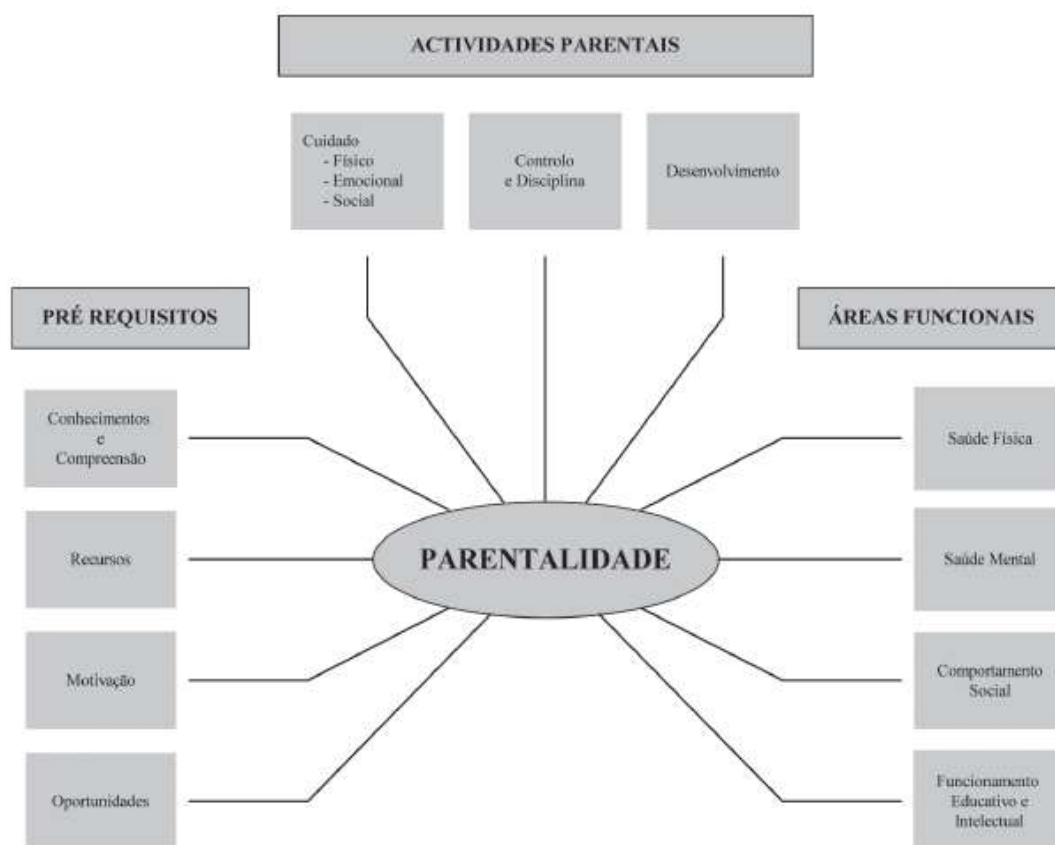 ACTIVIDADES PARENTAIS
Cuidado
- Físico
- Emocional
- Social
Controlo
e Disciplina
Desenvolvimento
PRÉ REQUISITOS
ÁREAS FUNCIONAIS
Conhecimentos
e
Compreensão
Saúde Física
Recursos
PARENTALIDADE
Saúde Mental
Motivação
Comportamento
Social
Oportunidades
Funcionamento
Educativo e
Intelectual